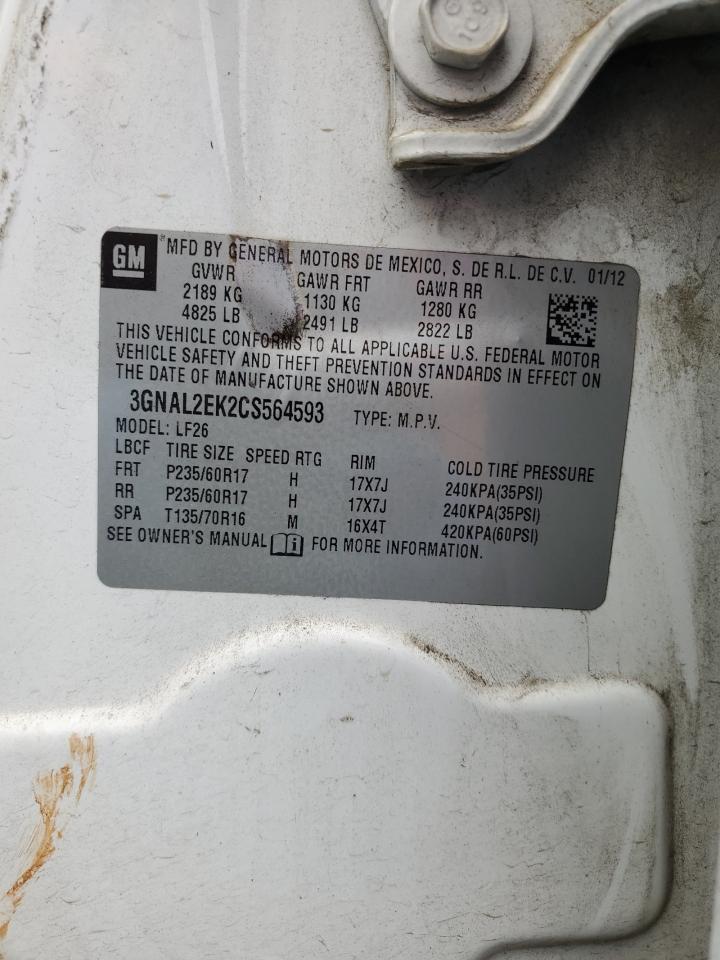 GM
MFD BY GENERAL MOTORS DE MEXICO, S. DE R.L. DE C.V. 01/12
GVWR GAWR FRT GAWR RR
2189 KG 1130 KG 1280 KG
4825 LB 2491 LB 2822 LB
THIS VEHICLE CONFORMS TO ALL APPLICABLE U.S. FEDERAL MOTOR
VEHICLE SAFETY AND THEFT PREVENTION STANDARDS IN EFFECT ON
THE DATE OF MANUFACTURE SHOWN ABOVE.
3GNAL2EK2CS564593 TYPE: M.P.V.
MODEL: LF26
LBCF TIRE SIZE SPEED RTG RIM COLD TIRE PRESSURE
FRT P235/60R17 H 17X7J 240KPA(35PSI)
RR P235/60R17 H 17X7J 240KPA(35PSI)
SPA T135/70R16 M 16X4T 420KPA(60PSI)
SEE OWNER'S MANUAL FOR MORE INFORMATION.